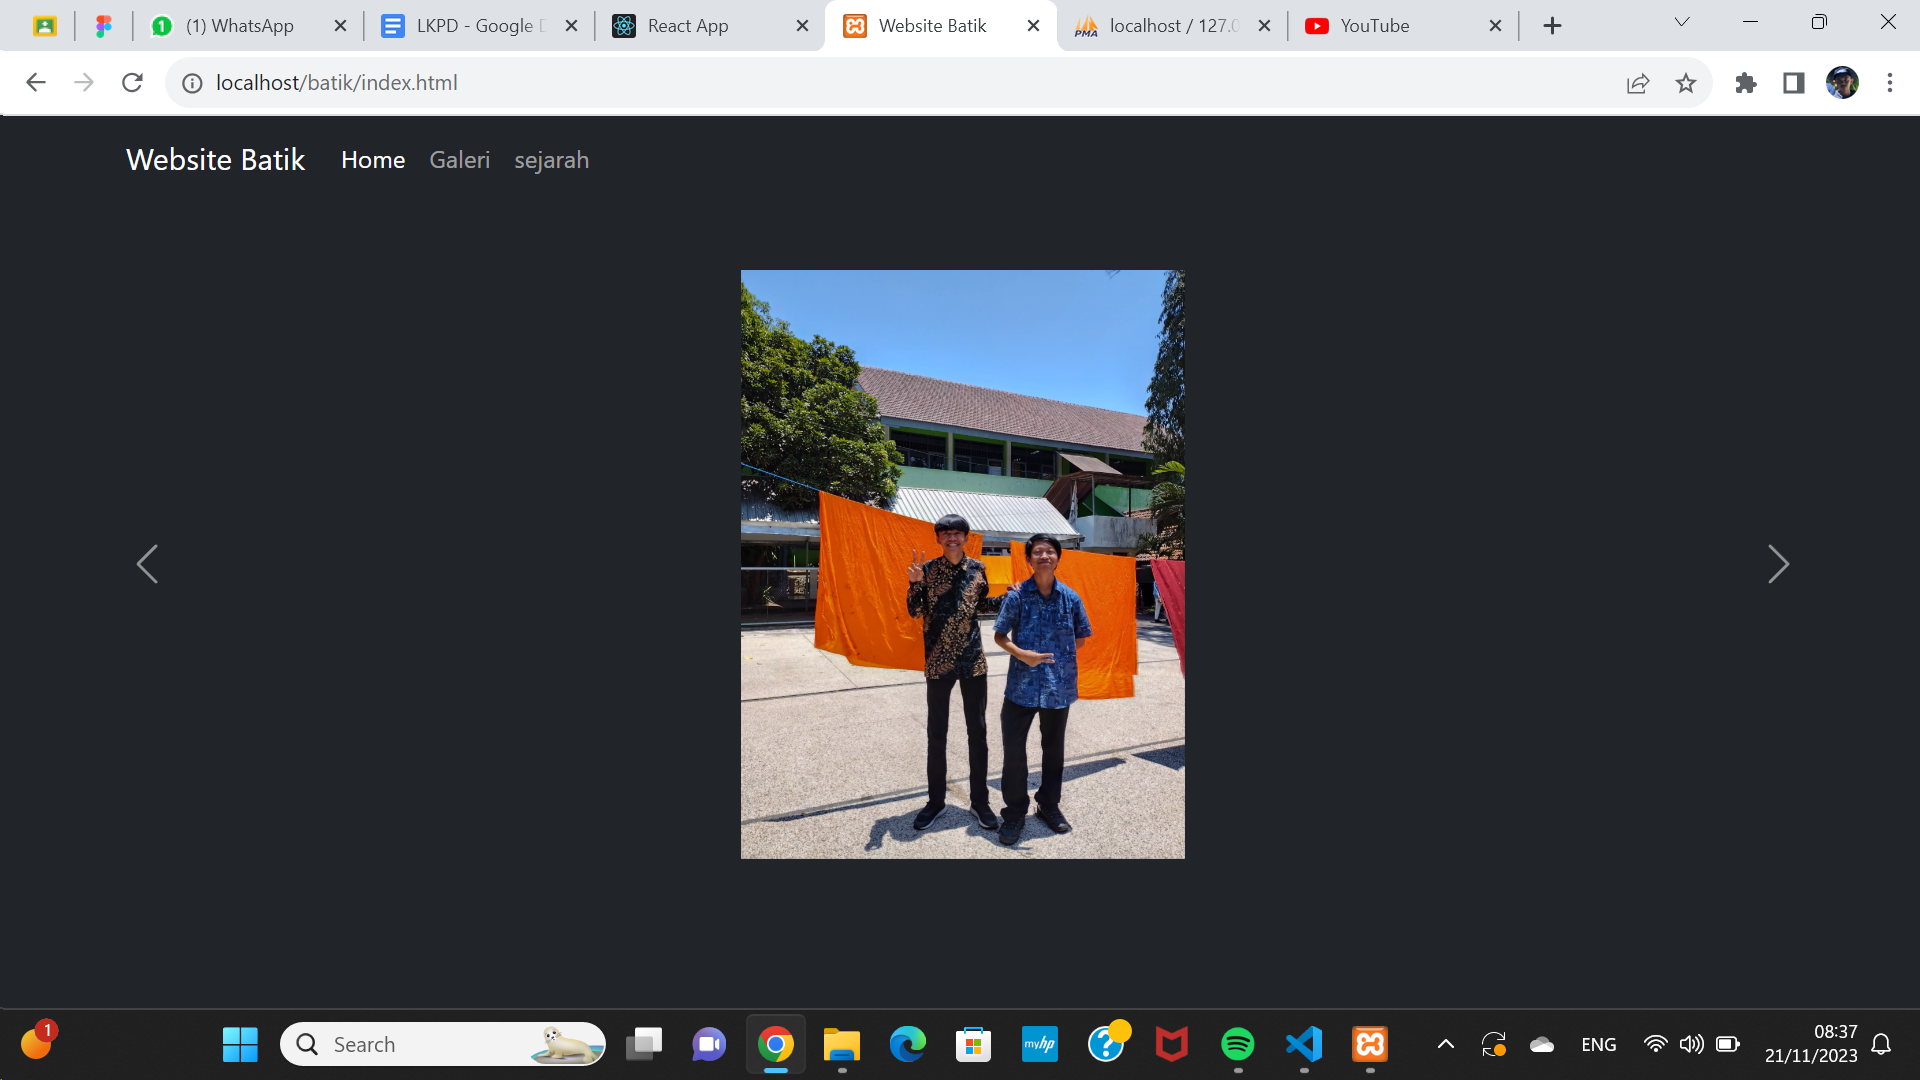 (1) WhatsApp
LKPD - Google D
React App
Website Batik
localhost / 127.0
YouTube
localhost/batik/index.html
Website Batik Home Galeri sejarah
1
Search
myhp
ENG
08:37
21/11/2023